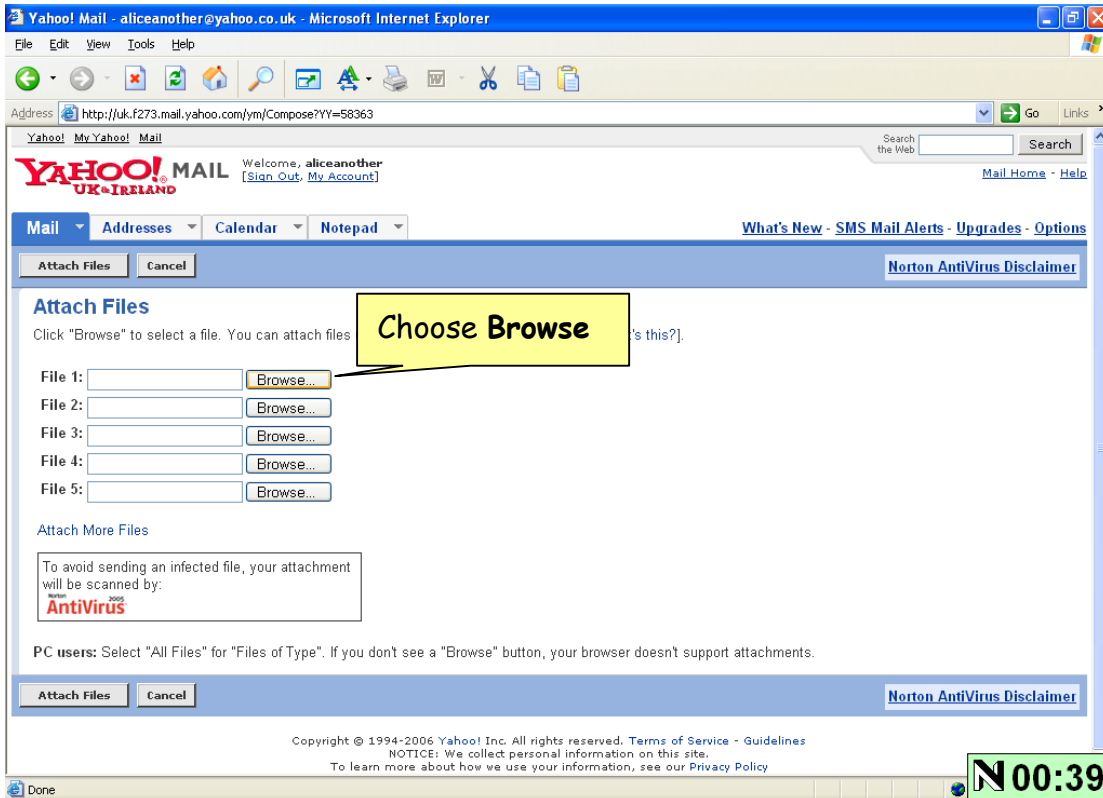 Yahoo! Mail - aliceanother@yahoo.co.uk - Microsoft Internet Explorer
File Edit View Tools Help
Address http://uk.f273.mail.yahoo.com/ym/Compose?YY=58363 Go Links
Yahoo! My Yahoo! Mail
Search the Web Search
YAHOO! MAIL
UK & IRELAND
Welcome, aliceanother
[Sign Out, My Account]
Mail Home - Help
Mail Addresses Calendar Notepad
What's New - SMS Mail Alerts - Upgrades - Options
Attach Files Cancel Norton AntiVirus Disclaimer
Attach Files
Choose Browse
Click "Browse" to select a file. You can attach files 's this?].
File 1: Browse...
File 2: Browse...
File 3: Browse...
File 4: Browse...
File 5: Browse...
Attach More Files
To avoid sending an infected file, your attachment
will be scanned by:
Norton
AntiVirus 2005
PC users: Select "All Files" for "Files of Type". If you don't see a "Browse" button, your browser doesn't support attachments.
Attach Files Cancel Norton AntiVirus Disclaimer
Copyright © 1994-2006 Yahoo! Inc. All rights reserved. Terms of Service - Guidelines
NOTICE: We collect personal information on this site.
To learn more about how we use your information, see our Privacy Policy
Done
N 00:39